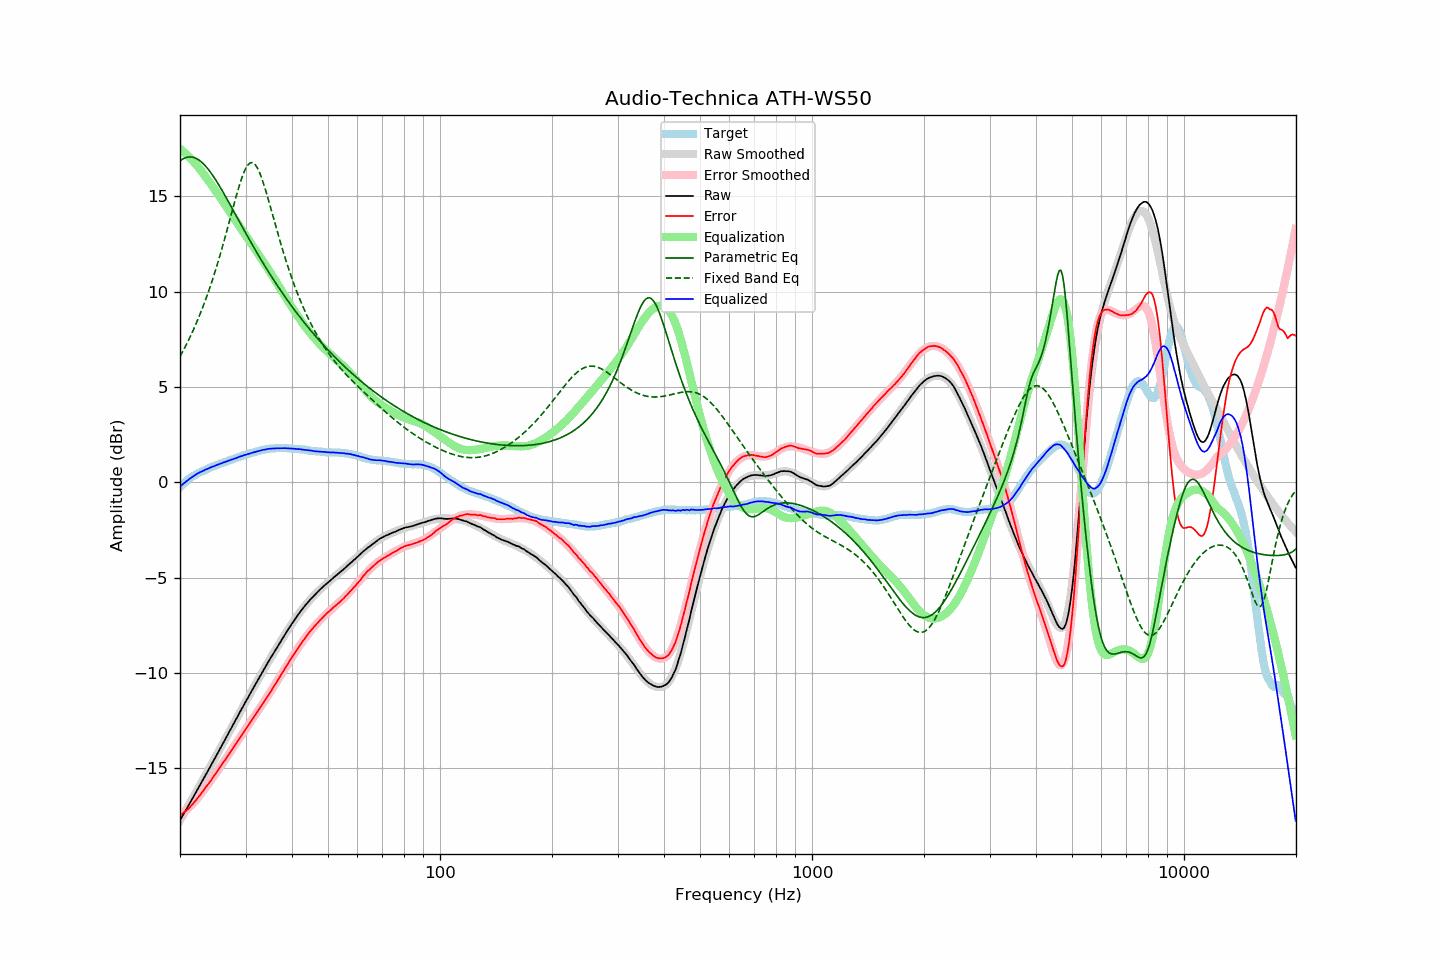 Audio-Technica ATH-WS50
Target
Raw Smoothed
Error Smoothed
Raw
Error
Equalization
Parametric Eq
Fixed Band Eq
Equalized
Amplitude (dBr)
15
10
5
0
−5
−10
−15
100
1000
10000
Frequency (Hz)